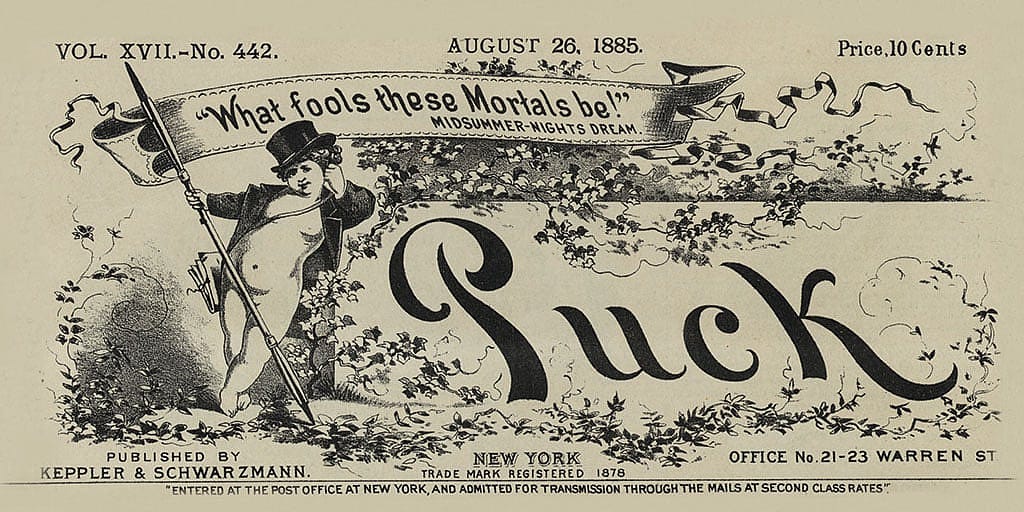 VOL. XVII.-No. 442.
AUGUST 26, 1885.
Price, 10 Cents
"What fools these Mortals be!"
MIDSUMMER-NIGHTS DREAM.
Puck
PUBLISHED BY
KEPPLER & SCHWARZMANN.
NEW YORK
TRADE MARK REGISTERED 1878
OFFICE No. 21-23 WARREN ST
"ENTERED AT THE POST OFFICE AT NEW YORK, AND ADMITTED FOR TRANSMISSION THROUGH THE MAILS AT SECOND CLASS RATES"